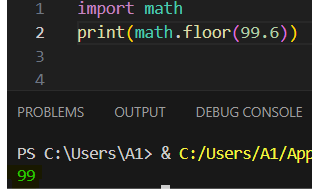 1 import math
2 print(math.floor(99.6))
3
4
PROBLEMS OUTPUT DEBUG CONSOLE
PS C:\Users\A1> & C:/Users/A1/App
99